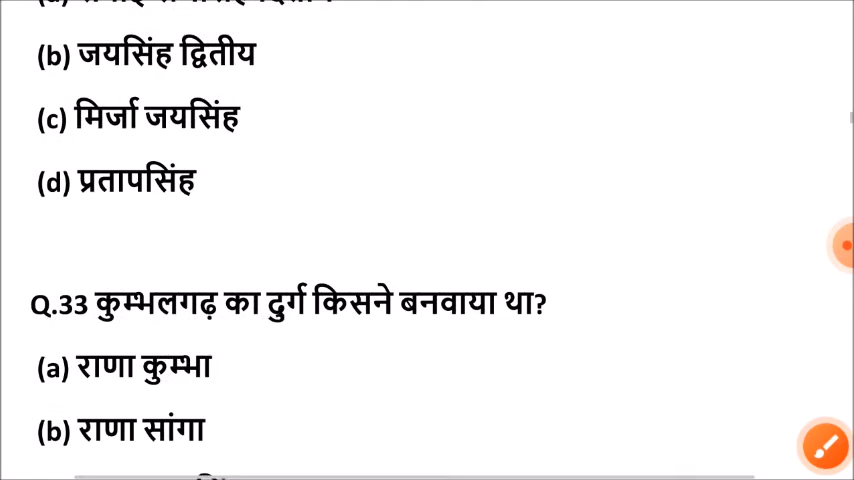 (b) जयसिंह द्वितीय
(c) मिर्जा जयसिंह
(d) प्रतापसिंह
Q.33 कुम्भलगढ़ का दुर्ग किसने बनवाया था?
(a) राणा कुम्भा
(b) राणा सांगा